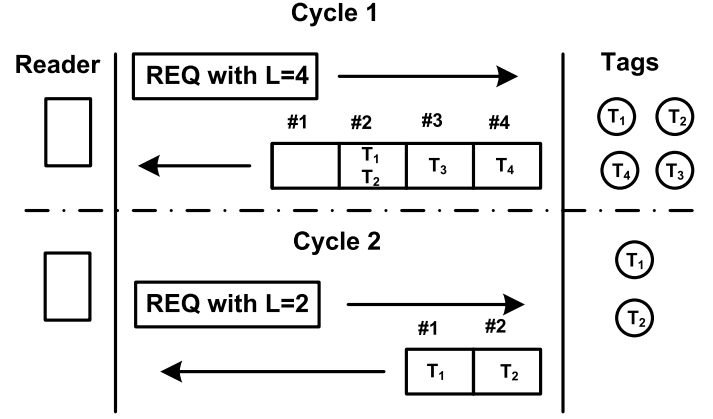 Cycle 1
Reader
REQ with L=4
Tags
#1 #2 #3 #4
T1 T2
T1
T2
T3
T4
T4 T3
Cycle 2
REQ with L=2
T1
T2
#1 #2
T1 T2